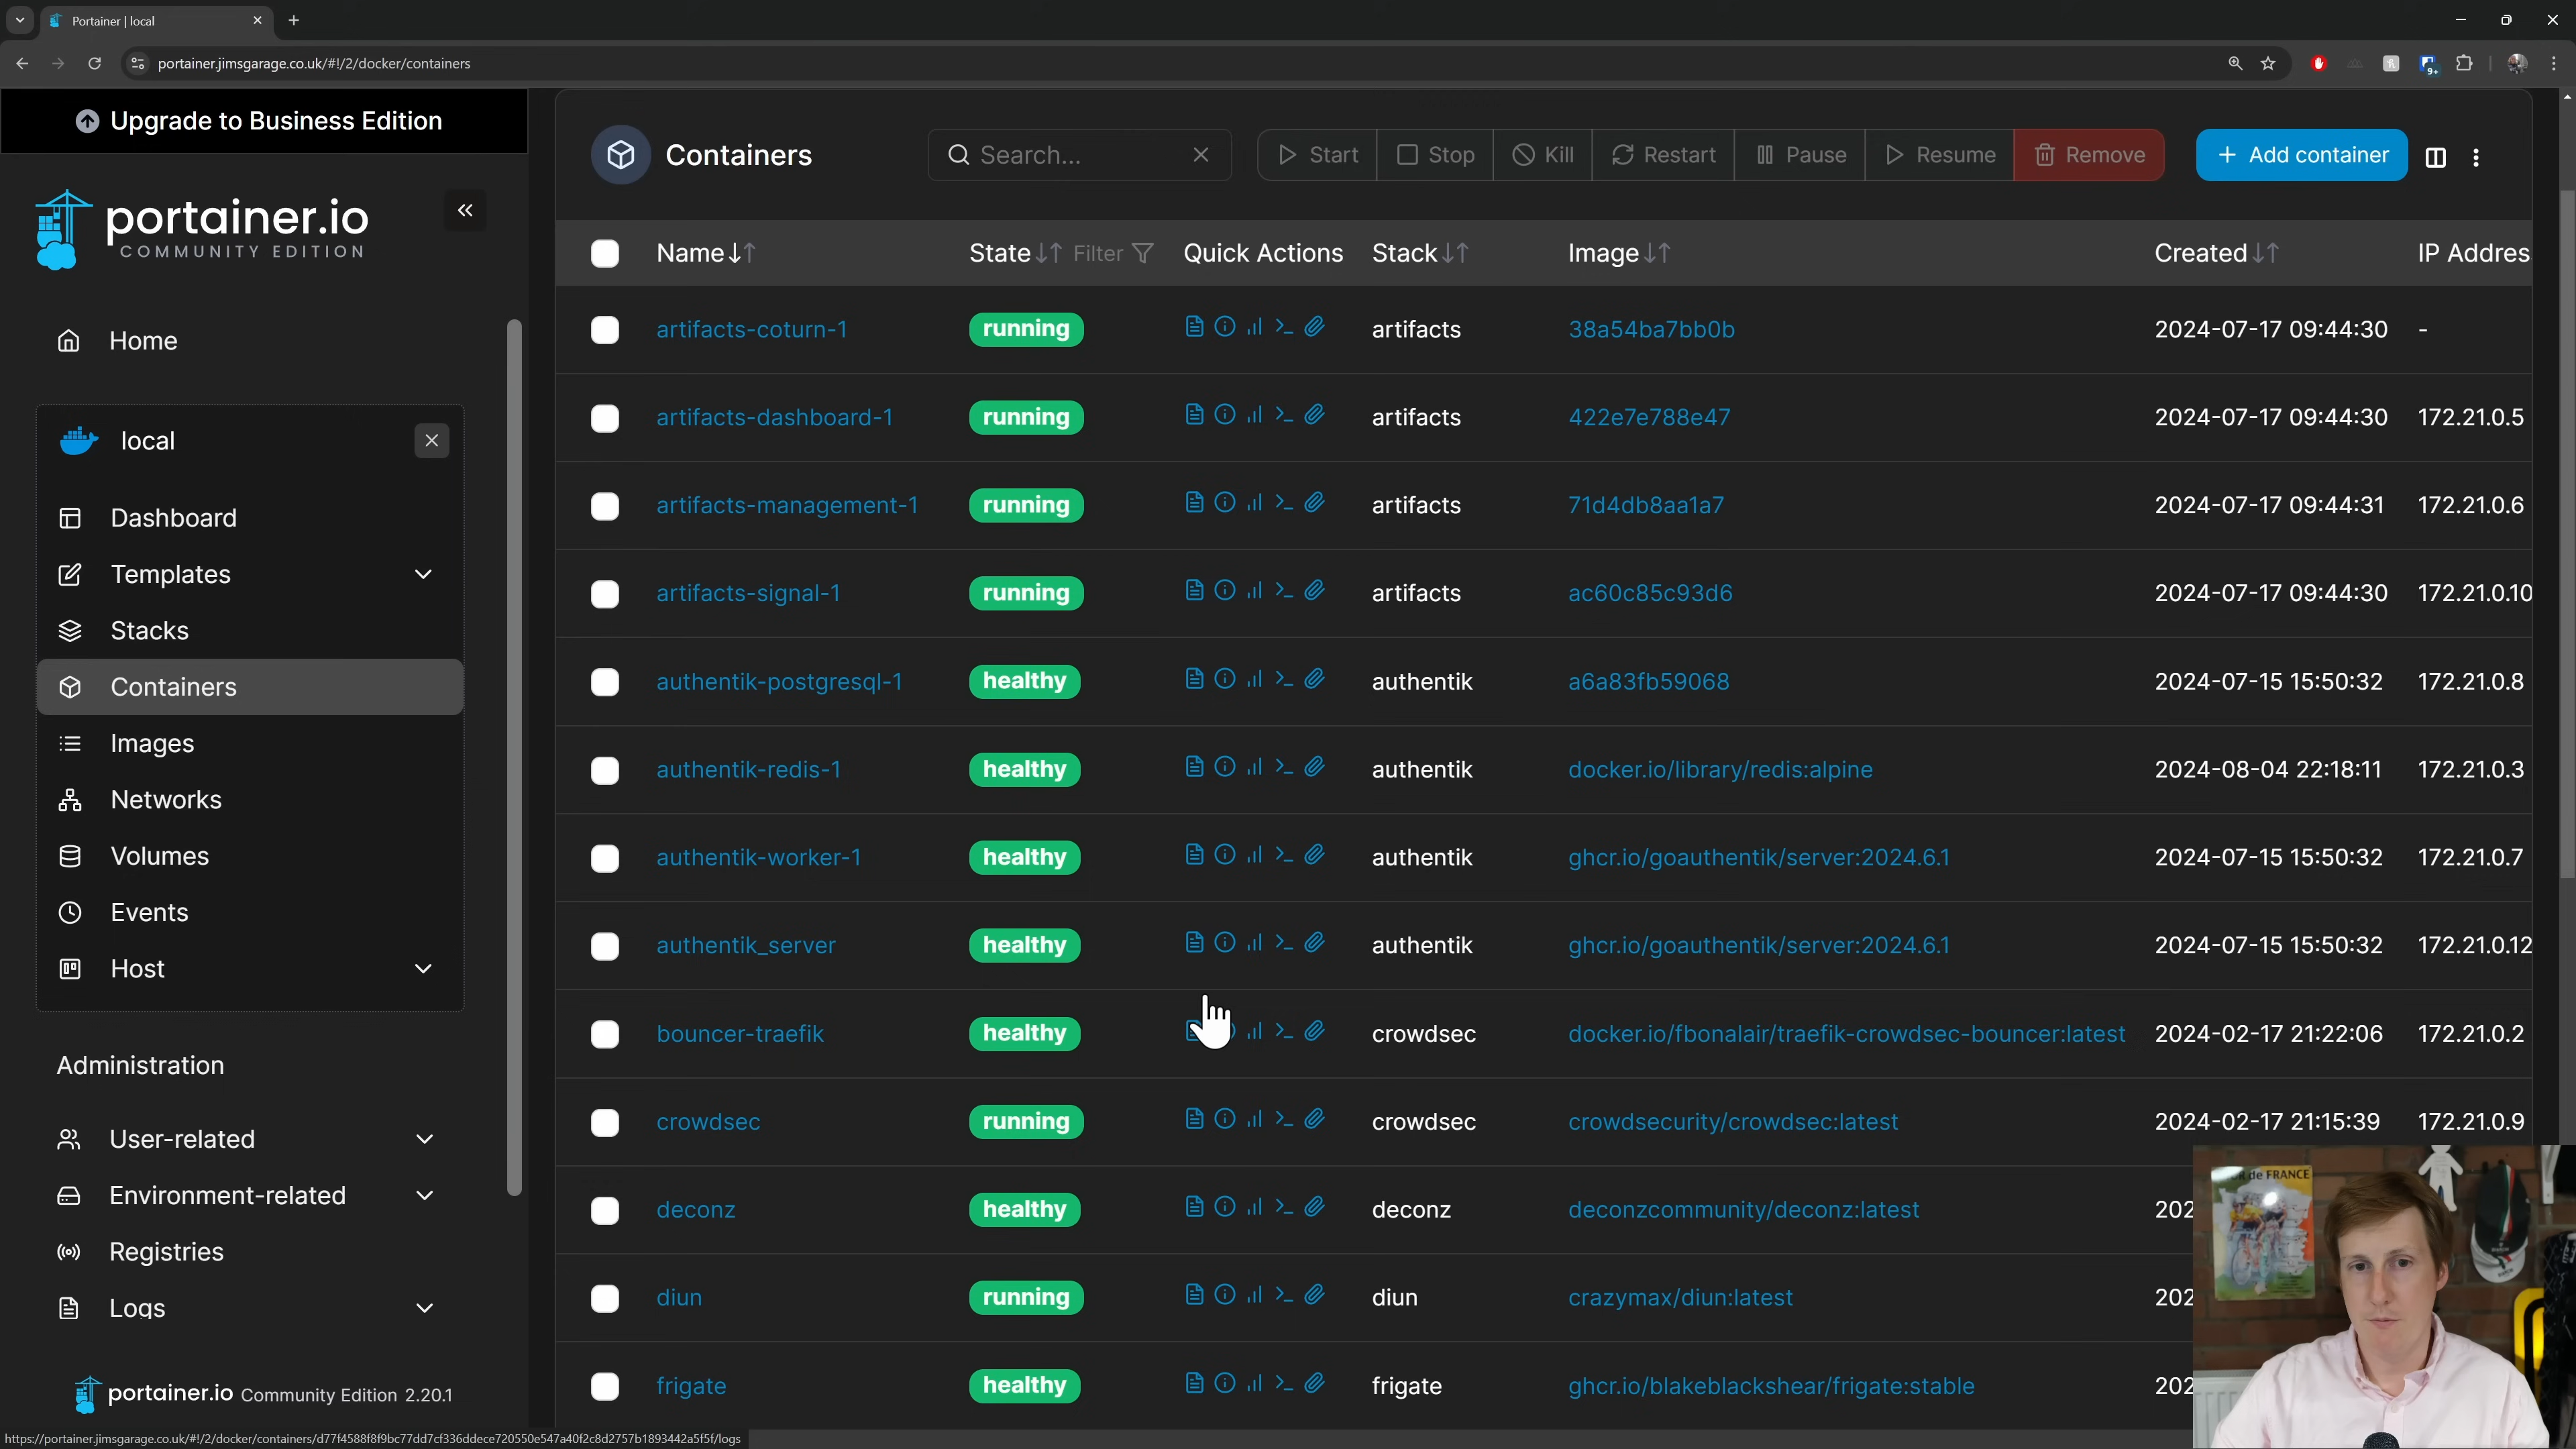 Portainer | local
portainer.jimsgarage.co.uk/#!/2/docker/containers
9+
Upgrade to Business Edition
portainer.io
COMMUNITY EDITION
Home
local
Dashboard
Templates
Stacks
Containers
Images
Networks
Volumes
Events
Host
Administration
User-related
Environment-related
Registries
Logs
portainer.io Community Edition 2.20.1
Containers Search... Start Stop Kill Restart Pause Resume Remove Add container
Name State Filter Quick Actions Stack Image Created IP Addres
artifacts-coturn-1 running artifacts 38a54ba7bb0b 2024-07-17 09:44:30 -
artifacts-dashboard-1 running artifacts 422e7e788e47 2024-07-17 09:44:30 172.21.0.5
artifacts-management-1 running artifacts 71d4db8aa1a7 2024-07-17 09:44:31 172.21.0.6
artifacts-signal-1 running artifacts ac60c85c93d6 2024-07-17 09:44:30 172.21.0.10
authentik-postgresql-1 healthy authentik a6a83fb59068 2024-07-15 15:50:32 172.21.0.8
authentik-redis-1 healthy authentik docker.io/library/redis:alpine 2024-08-04 22:18:11 172.21.0.3
authentik-worker-1 healthy authentik ghcr.io/goauthentik/server:2024.6.1 2024-07-15 15:50:32 172.21.0.7
authentik_server healthy authentik ghcr.io/goauthentik/server:2024.6.1 2024-07-15 15:50:32 172.21.0.12
bouncer-traefik healthy crowdsec docker.io/fbonalair/traefik-crowdsec-bouncer:latest 2024-02-17 21:22:06 172.21.0.2
crowdsec running crowdsec crowdsecurity/crowdsec:latest 2024-02-17 21:15:39 172.21.0.9
deconz healthy deconz deconzcommunity/deconz:latest 202
diun running diun crazymax/diun:latest 202
frigate healthy frigate ghcr.io/blakeblackshear/frigate:stable 202
de FRANCE
https://portainer.jimsgarage.co.uk/#!/2/docker/containers/d77f4588f8f9bc77dd7cf336ddece720550e547a40f2c8d2757b1893442a5f5f/logs